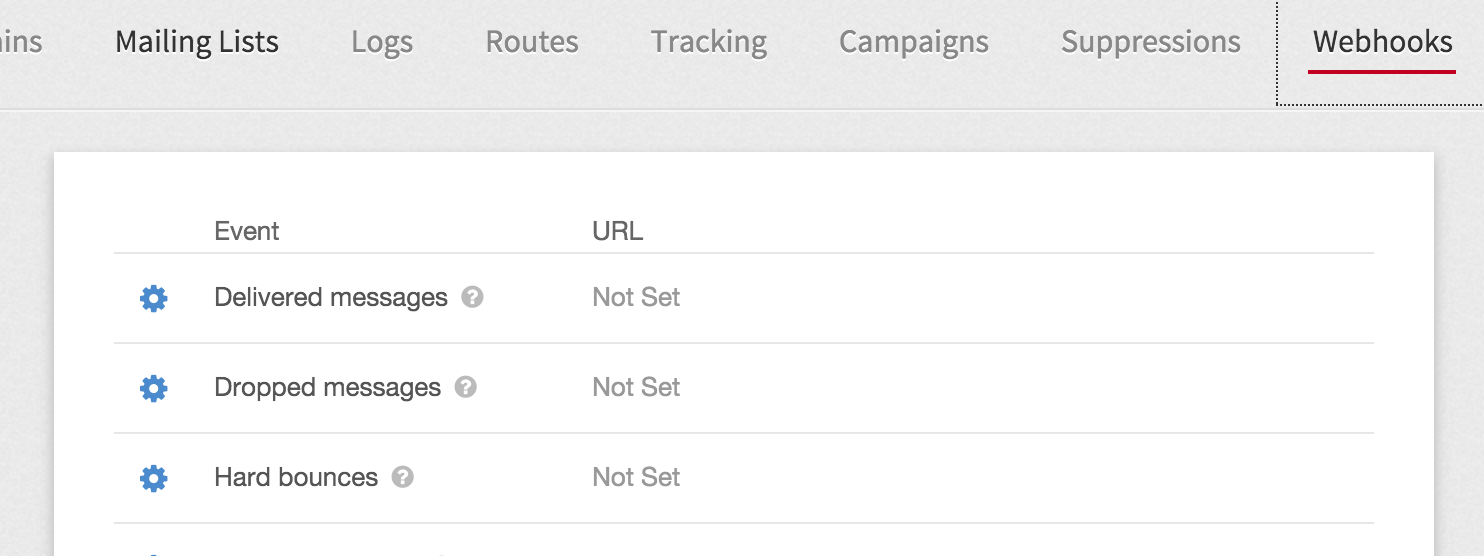 Mailing Lists Logs Routes Tracking Campaigns Suppressions Webhooks
Event URL
Delivered messages ? Not Set
Dropped messages ? Not Set
Hard bounces ? Not Set